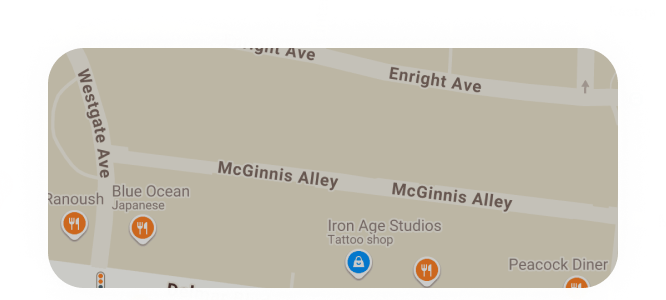 Enright Ave
Westgate Ave
McGinnis Alley
McGinnis Alley
Ranoush
Blue Ocean
Japanese
Iron Age Studios
Tattoo shop
Peacock Diner